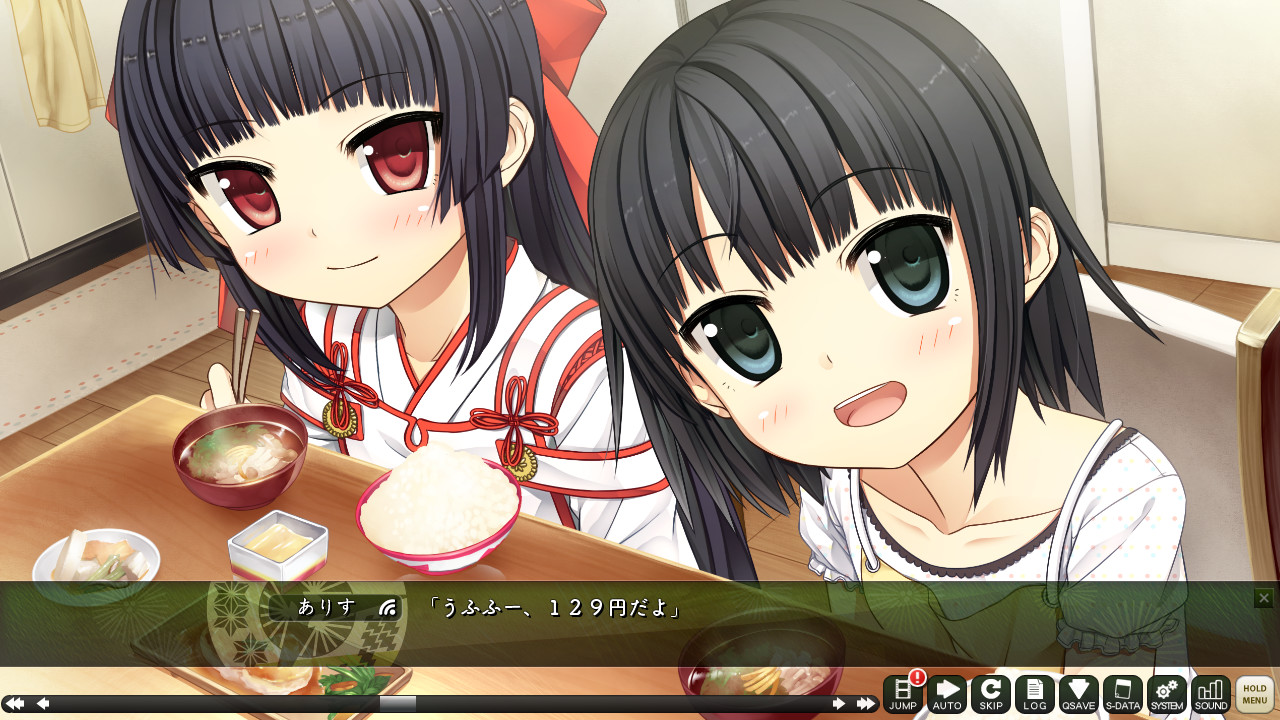 ありす
「うふふー、１２９円だよ」
JUMP
AUTO
SKIP
LOG
QSAVE
S-DATA
SYSTEM
SOUND
HOLD
MENU